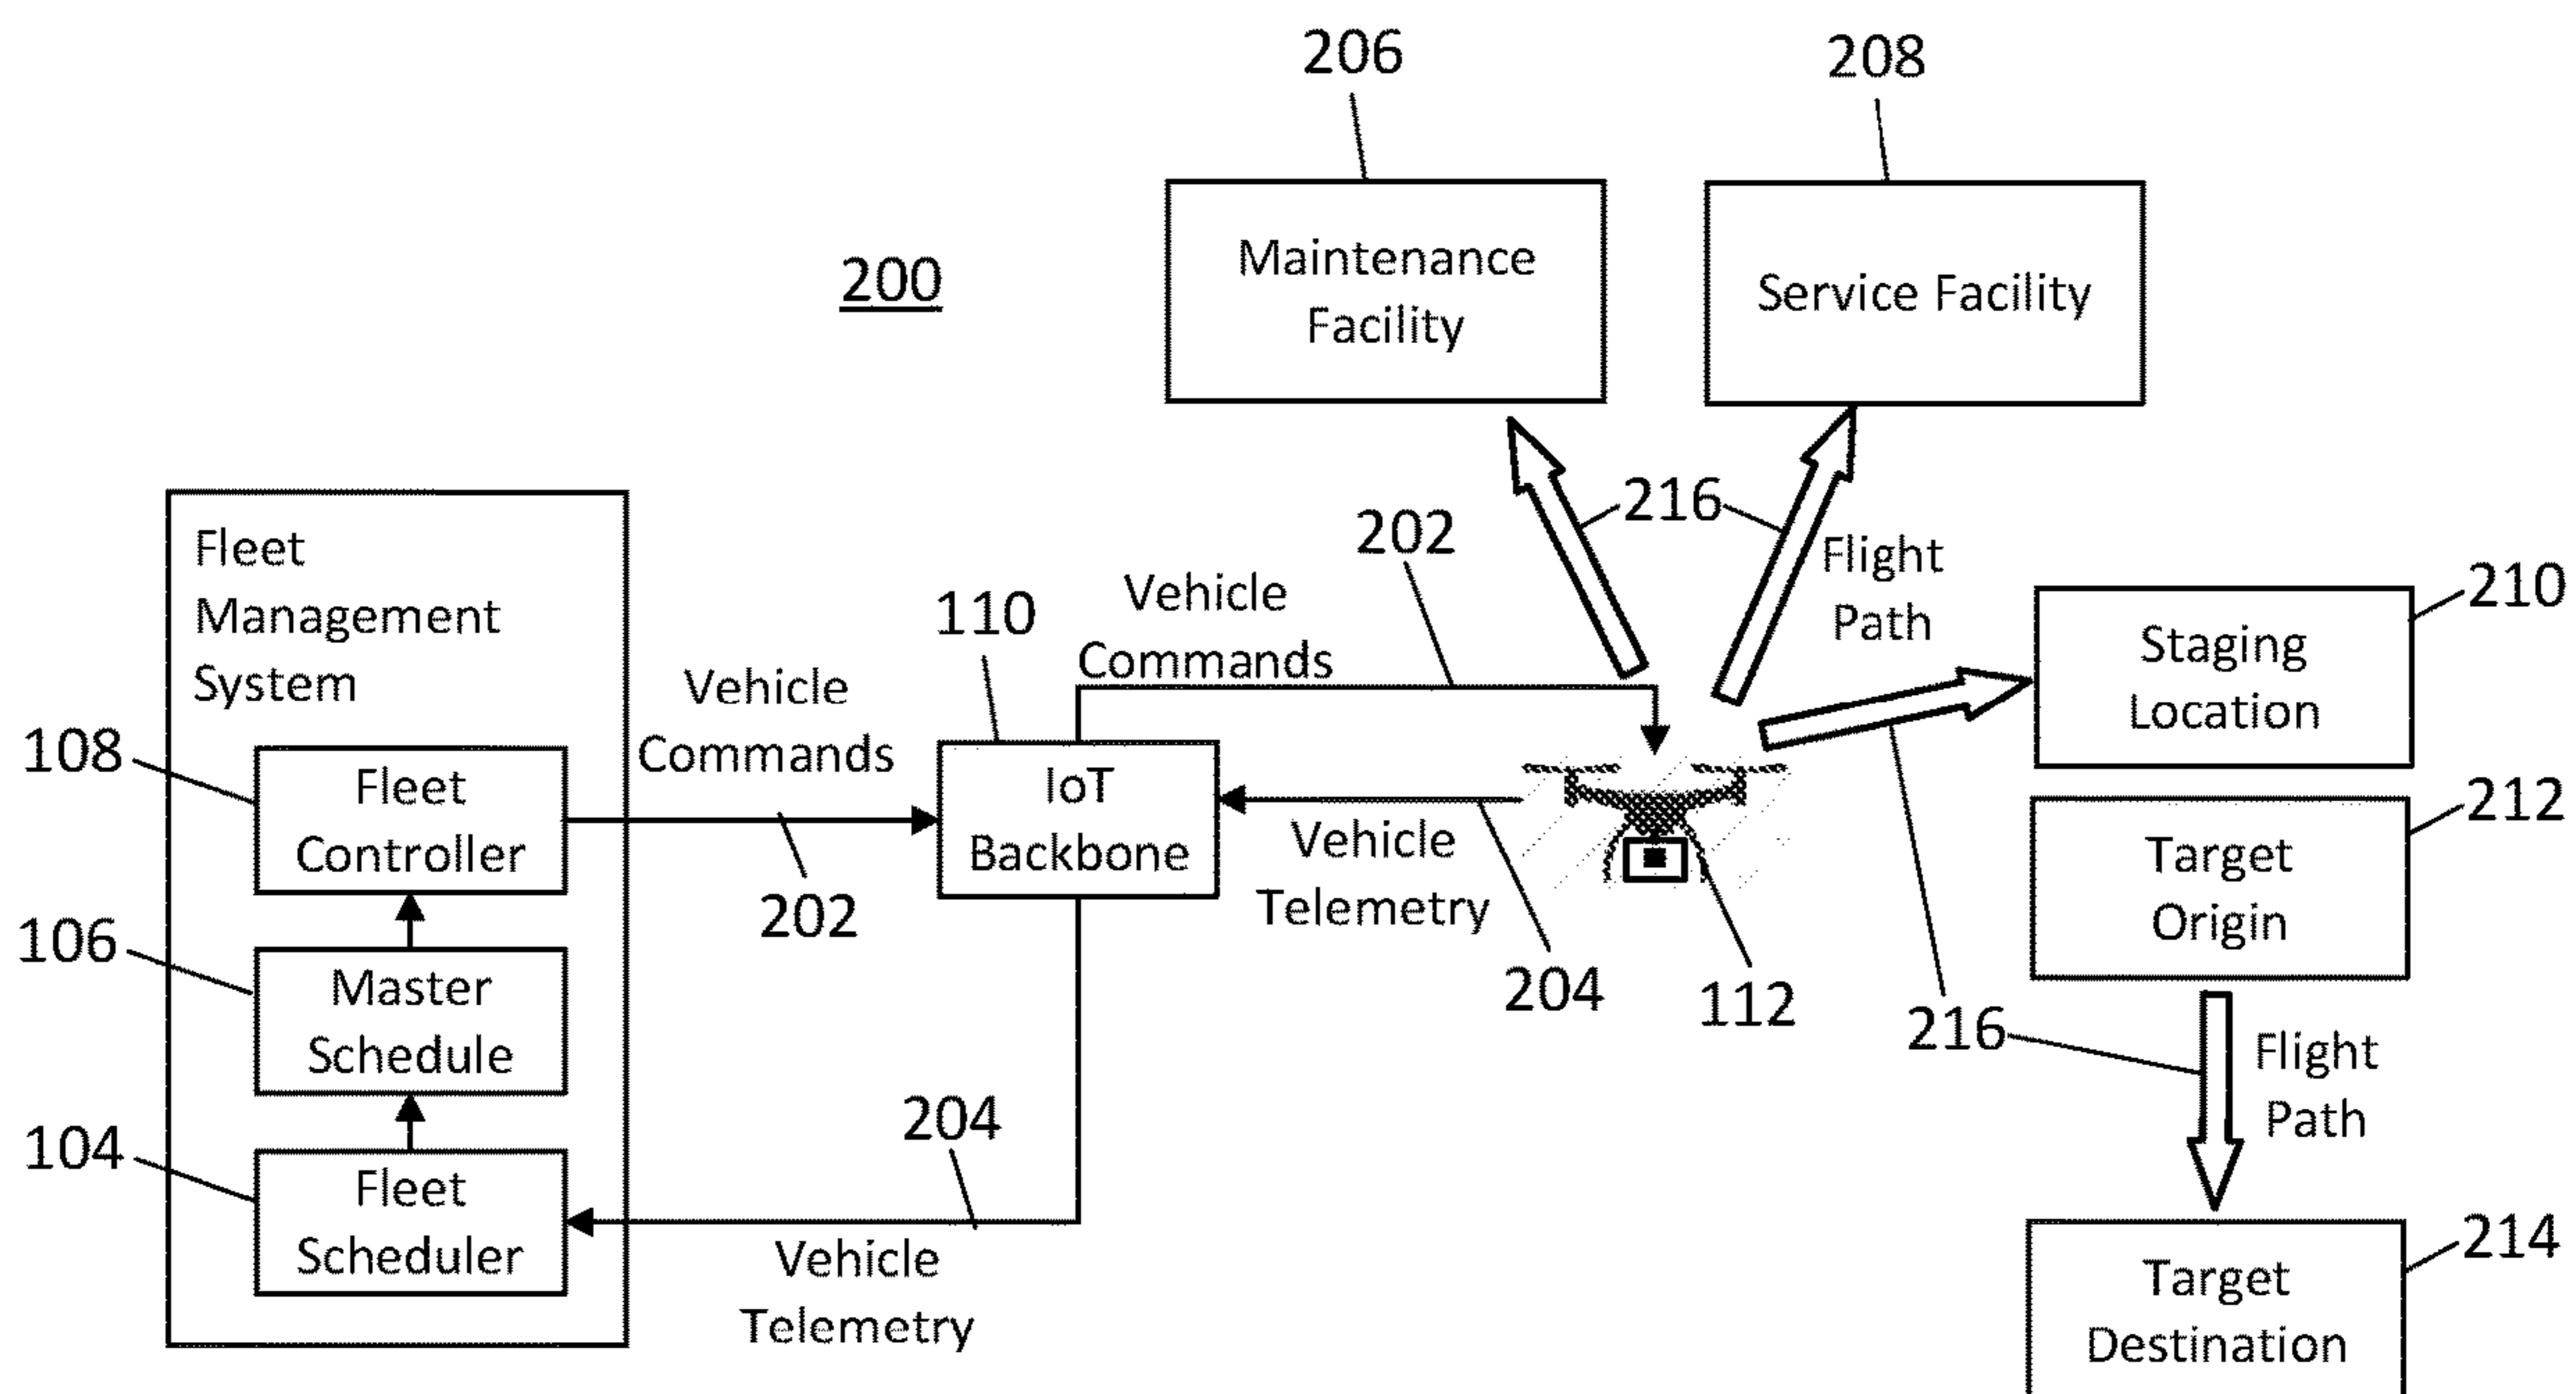 206
208
Maintenance
Facility
Service Facility
200
216
202
Flight
Path
Fleet
Management
System
Vehicle
Commands
110
Vehicle
Commands
210
Staging
Location
108
Fleet
Controller
IoT
Backbone
202
Vehicle
Telemetry
204
112
212
Target
Origin
106
Master
Schedule
216
Flight
Path
204
104
Fleet
Scheduler
Vehicle
Telemetry
214
Target
Destination